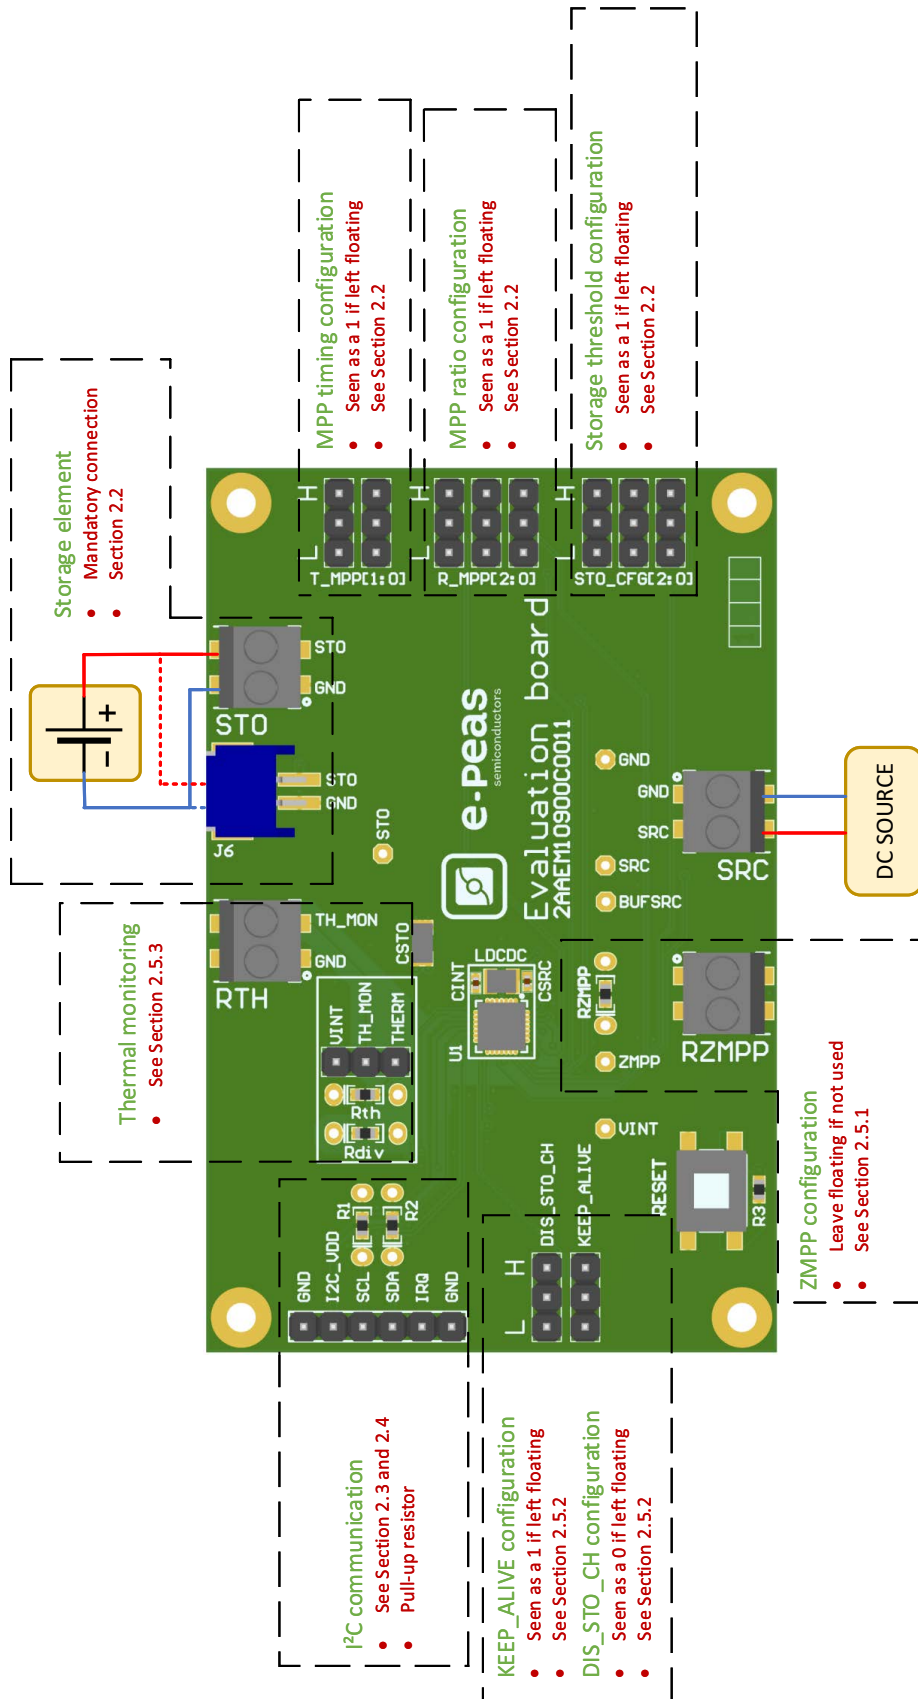 Storage element
Mandatory connection
Section 2.2
MPP timing configuration
Seen as a 1 if left floating
See Section 2.2
MPP ratio configuration
Seen as a 1 if left floating
See Section 2.2
Storage threshold configuration
Seen as a 1 if left floating
See Section 2.2
Thermal monitoring
See Section 2.5.3
I²C communication
See Section 2.3 and 2.4
Pull-up resistor
KEEP_ALIVE configuration
Seen as a 1 if left floating
See Section 2.5.2
DIS_STO_CH configuration
Seen as a 0 if left floating
See Section 2.5.2
ZMPP configuration
Leave floating if not used
See Section 2.5.1
DC SOURCE
L H
T_MPP[1:0]
L H
R_MPP[2:0]
L H
STO_CFG[2:0]
STO
GND
STO
STO
GND
J6
STO
TH_MON
GND
RTH
CSTO
VINT
TH_MON
THERM
Rth
Rdiv
e-peas
semiconductors
Evaluation board
2AAEM10900C0011
GND
SRC
BUFSRC
GND
SRC
SRC
CINT
LDCDC
CSRC
U1
RZMPP
ZMPP
RZMPP
VINT
RESET
R3
R1
R2
GND
I2C_VDD
SCL
SDA
IRQ
GND
L H
DIS_STO_CH
KEEP_ALIVE